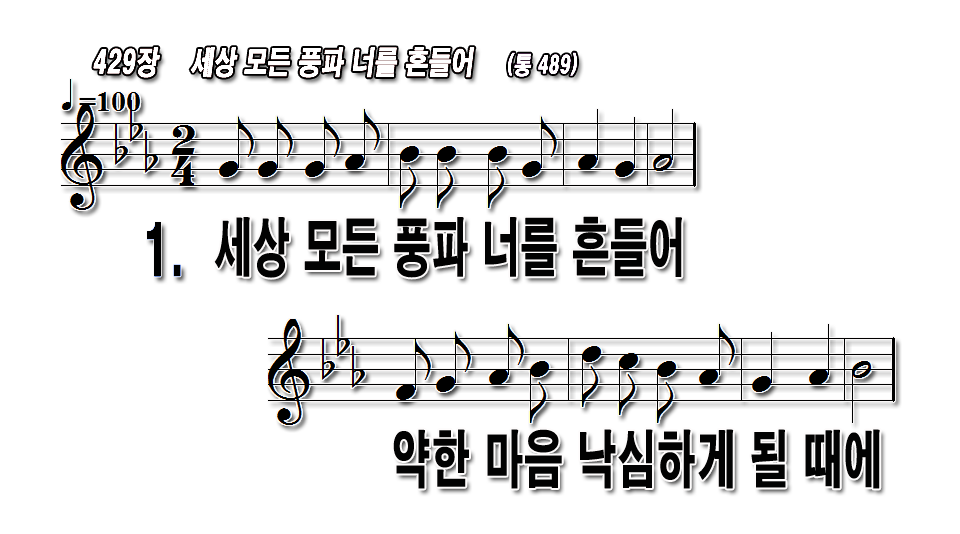 429장 세상 모든 풍파 너를 흔들어 (통 489)
♩=100
2/4
1. 세상 모든 풍파 너를 흔들어
약한 마음 낙심하게 될 때에